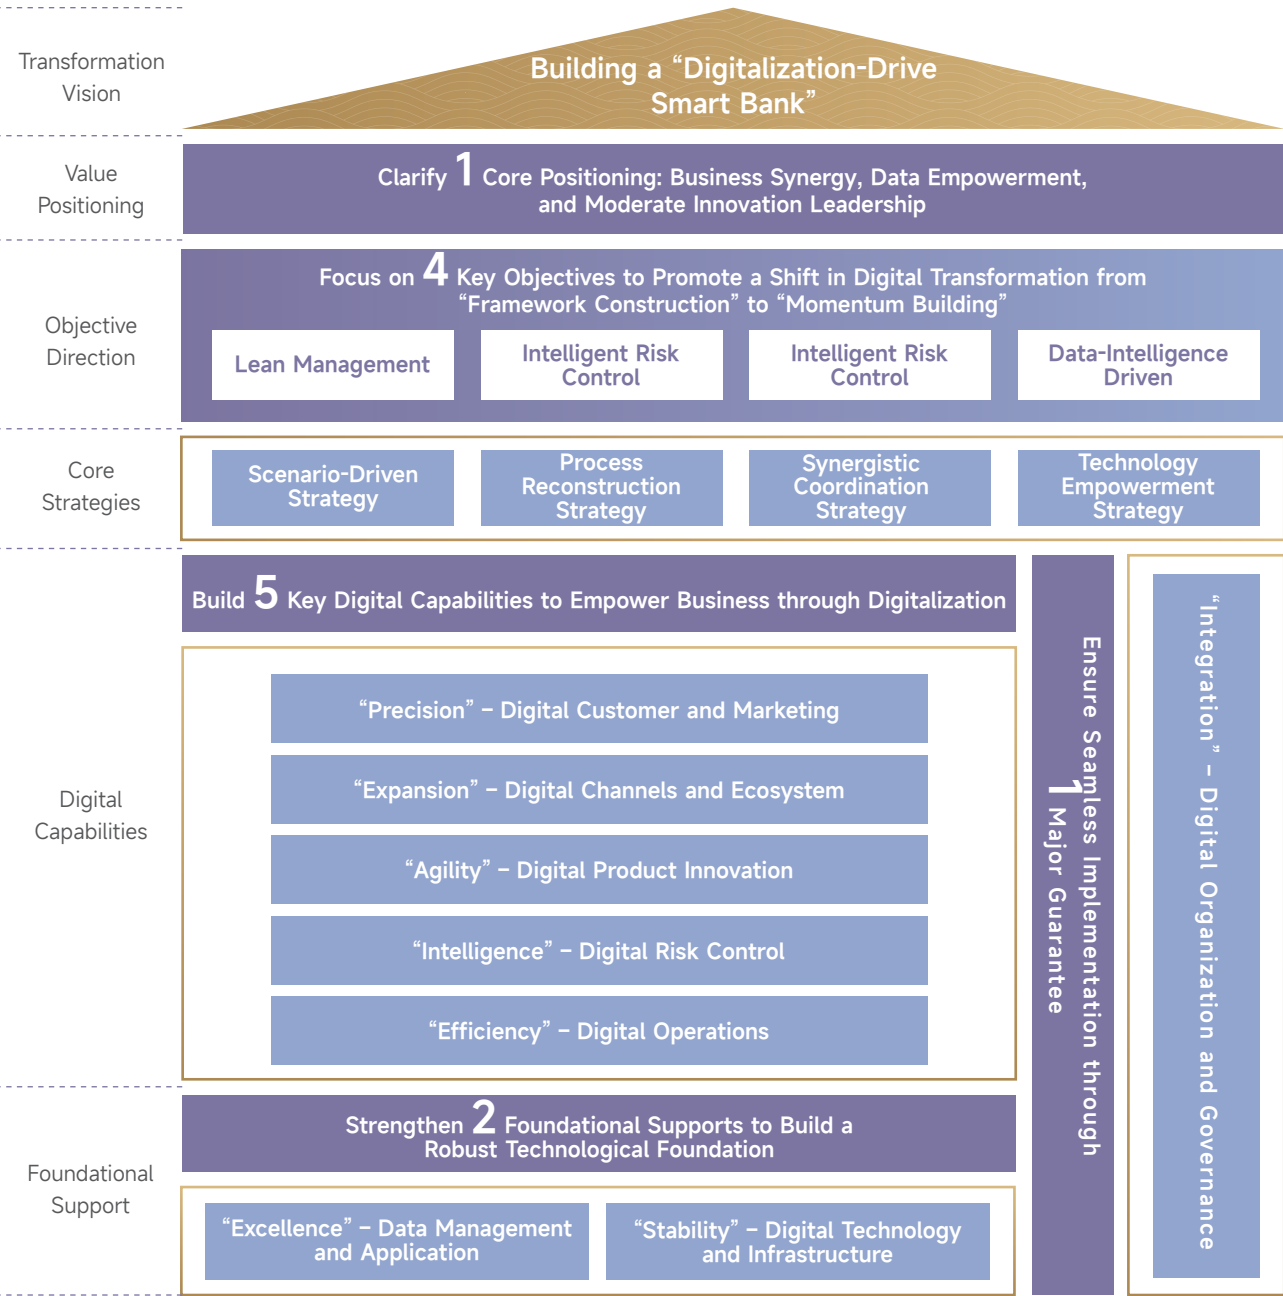 Transformation
Vision
Building a “Digitalization-Drive
Smart Bank”
Value
Positioning
Clarify 1 Core Positioning: Business Synergy, Data Empowerment,
and Moderate Innovation Leadership
Objective
Direction
Focus on 4 Key Objectives to Promote a Shift in Digital Transformation from
“Framework Construction” to “Momentum Building”
Lean Management
Intelligent Risk
Control
Intelligent Risk
Control
Data-Intelligence
Driven
Core
Strategies
Scenario-Driven
Strategy
Process
Reconstruction
Strategy
Synergistic
Coordination
Strategy
Technology
Empowerment
Strategy
Digital
Capabilities
Build 5 Key Digital Capabilities to Empower Business through Digitalization
“Precision” – Digital Customer and Marketing
“Expansion” – Digital Channels and Ecosystem
“Agility” – Digital Product Innovation
“Intelligence” – Digital Risk Control
“Efficiency” – Digital Operations
Foundational
Support
Strengthen 2 Foundational Supports to Build a
Robust Technological Foundation
“Excellence” – Data Management
and Application
“Stability” – Digital Technology
and Infrastructure
Ensure Seamless Implementation through
1 Major Guarantee
“Integration” – Digital Organization and Governance